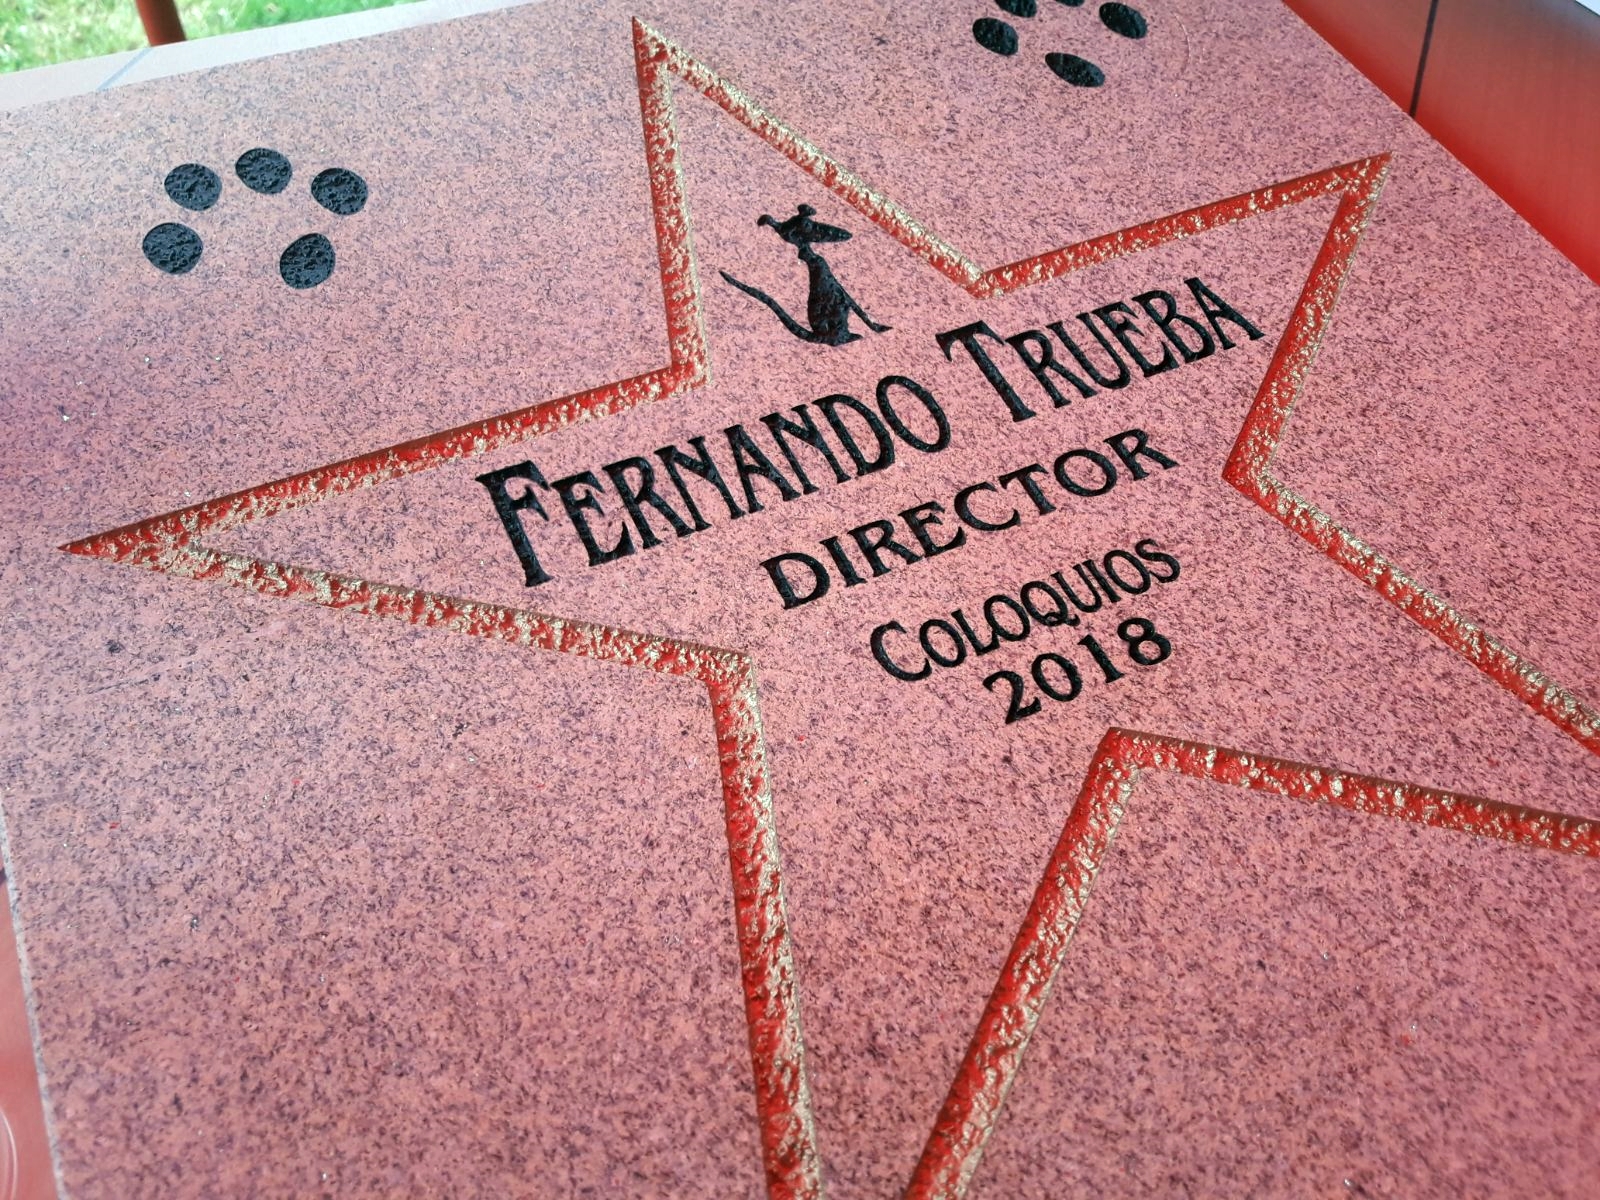 FERNANDO TRUEBA
DIRECTOR
COLOQUIOS
2018